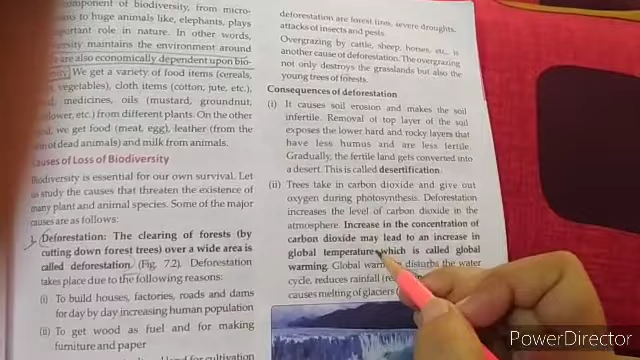 component of biodiversity, from micro-
to huge animals like, elephants, plays
important role in nature. In other words,
maintains the environment around
are also economically dependent upon bio-
We get a variety of food items (cereals,
vegetables), cloth items (cotton, jute, etc.),
medicines, oils (mustard, groundnut,
from different plants. On the other
we get food (meat, egg), leather (from the
of dead animals) and milk from animals.
Causes of Loss of Biodiversity
Biodiversity is essential for our own survival. Let
us study the causes that threaten the existence of
many plant and animal species. Some of the major
causes are as follows:
Deforestation: The clearing of forests (by
cutting down forest trees) over a wide area is
called deforestation. (Fig. 7.2). Deforestation
takes place due to the following reasons:
(i) To build houses, factories, roads and dams
for day by day increasing human population
(ii) To get wood as fuel and for making
furniture and paper
for cultivation
deforestation are forest fires, severe droughts,
attacks of insects and pests.
Overgrazing by cattle, sheep, horses, etc., is
another cause of deforestation. The overgrazing
not only destroys the grasslands but also the
young trees of forests.
Consequences of deforestation
(i) It causes soil erosion and makes the soil
infertile. Removal of top layer of the soil
exposes the lower hard and rocky layers that
have less humus and are less fertile.
Gradually, the fertile land gets converted into
a desert. This is called desertification.
(ii) Trees take in carbon dioxide and give out
oxygen during photosynthesis. Deforestation
increases the level of carbon dioxide in the
atmosphere. Increase in the concentration of
carbon dioxide may lead to an increase in
global temperature which is called global
warming. Global disturbs the water
cycle, reduces rainfall
causes melting of glaciers
PowerDirector